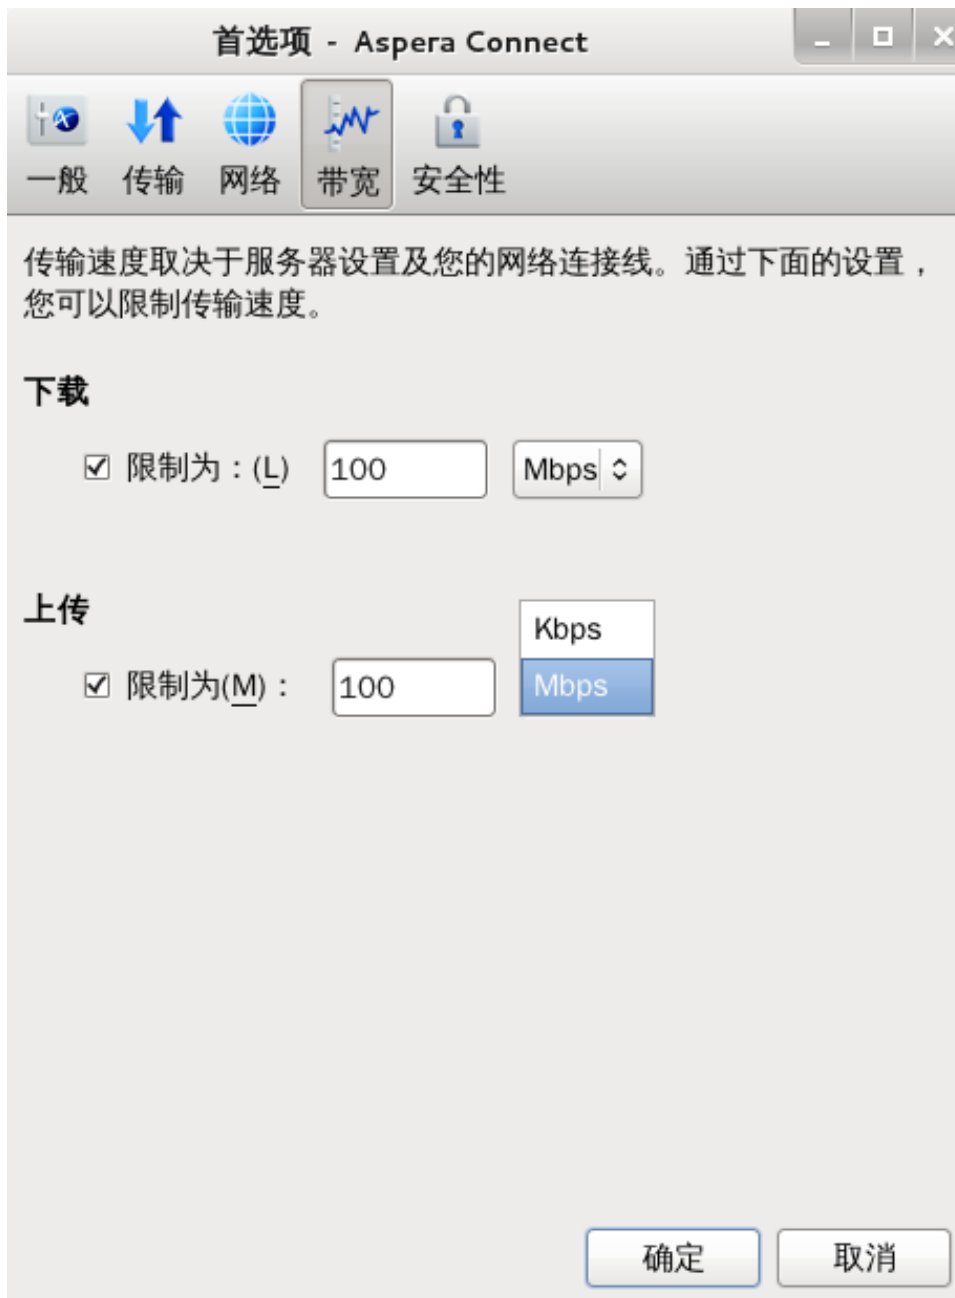 首选项 - Aspera Connect
一般 传输 网络 带宽 安全性
传输速度取决于服务器设置及您的网络连接线。通过下面的设置，
您可以限制传输速度。
下载
限制为：(L) 100 Mbps
上传
Kbps
限制为(M)： 100 Mbps
确定 取消